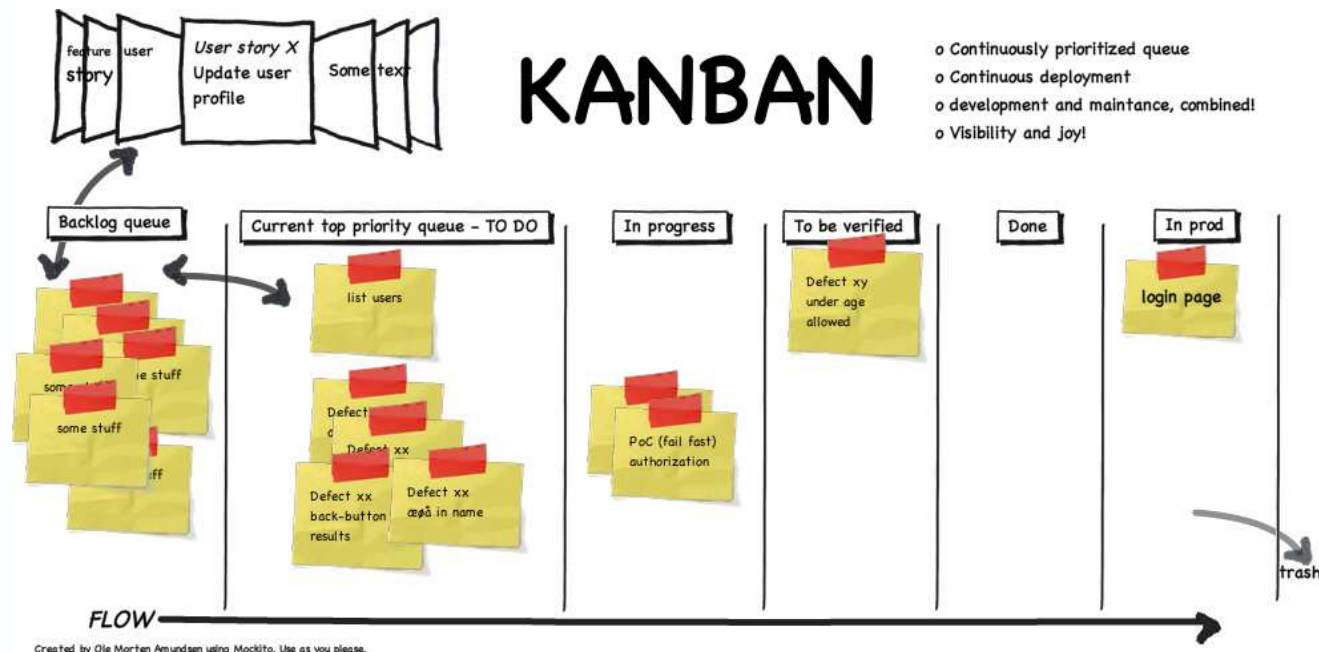 feature user
story
User story X
Update user
profile
Some text
KANBAN
o Continuously prioritized queue
o Continuous deployment
o development and maintance, combined!
o Visibility and joy!
Backlog queue
Current top priority queue - TO DO
In progress
To be verified
Done
In prod
stuff
some stuff
list users
Defect
Defect xx
Defect xx
back-button
results
Defect xx
æøå in name
PoC (fail fast)
authorization
Defect xy
under age
allowed
login page
trash
FLOW
Created by Ole Morten Amundsen using Mockito. Use as you please.